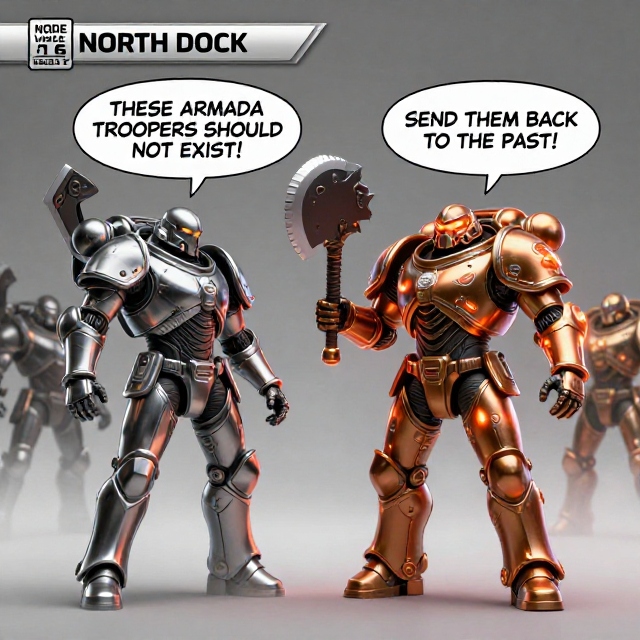 NORTH DOCK
THESE ARMADA
TROOPERS SHOULD
NOT EXIST!
SEND THEM BACK
TO THE PAST!